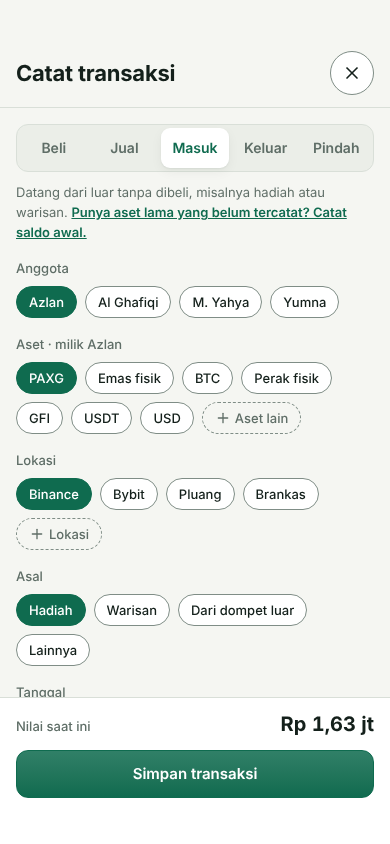 Catat transaksi
Beli Jual Masuk Keluar Pindah
Datang dari luar tanpa dibeli, misalnya hadiah atau
warisan. Punya aset lama yang belum tercatat? Catat
saldo awal.
Anggota
Azlan Al Ghafiqi M. Yahya Yumna
Aset · milik Azlan
PAXG Emas fisik BTC Perak fisik
GFI USDT USD + Aset lain
Lokasi
Binance Bybit Pluang Brankas
+ Lokasi
Asal
Hadiah Warisan Dari dompet luar
Lainnya
Tanggal
Nilai saat ini Rp 1,63 jt
Simpan transaksi